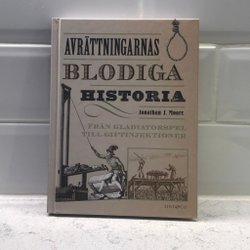 AVRÄTTNINGARNAS
BLODIGA
HISTORIA
Jonathan J. Moore
FRÅN GLADIATORSPEL
TILL GIFTINJEKTIONER